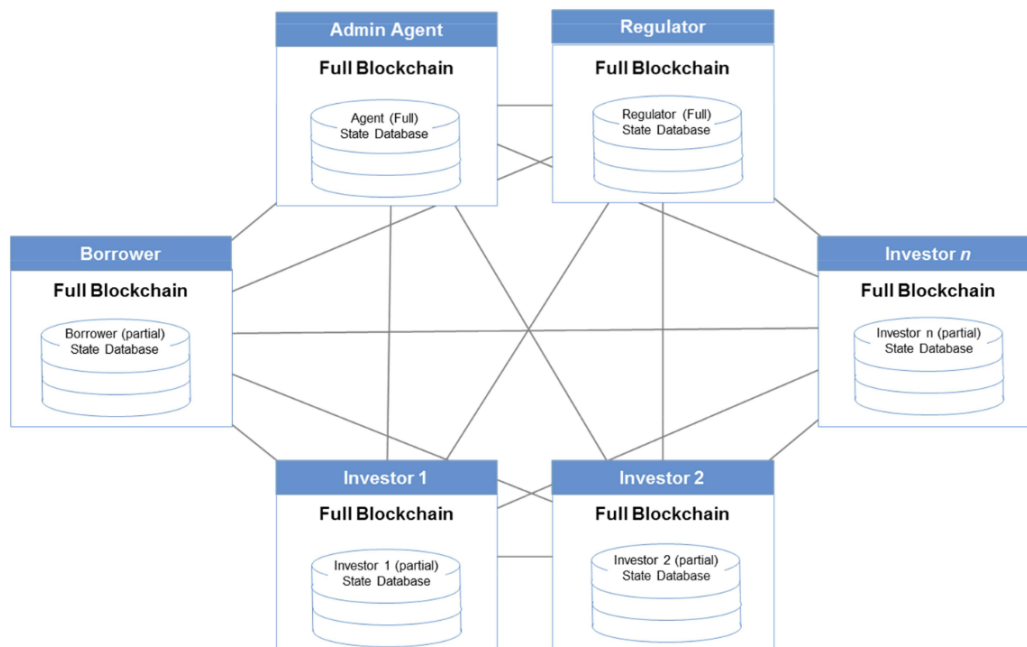 Admin Agent
Full Blockchain
Agent (Full)
State Database
Regulator
Full Blockchain
Regulator (Full)
State Database
Borrower
Full Blockchain
Borrower (partial)
State Database
Investor n
Full Blockchain
Investor n (partial)
State Database
Investor 1
Full Blockchain
Investor 1 (partial)
State Database
Investor 2
Full Blockchain
Investor 2 (partial)
State Database